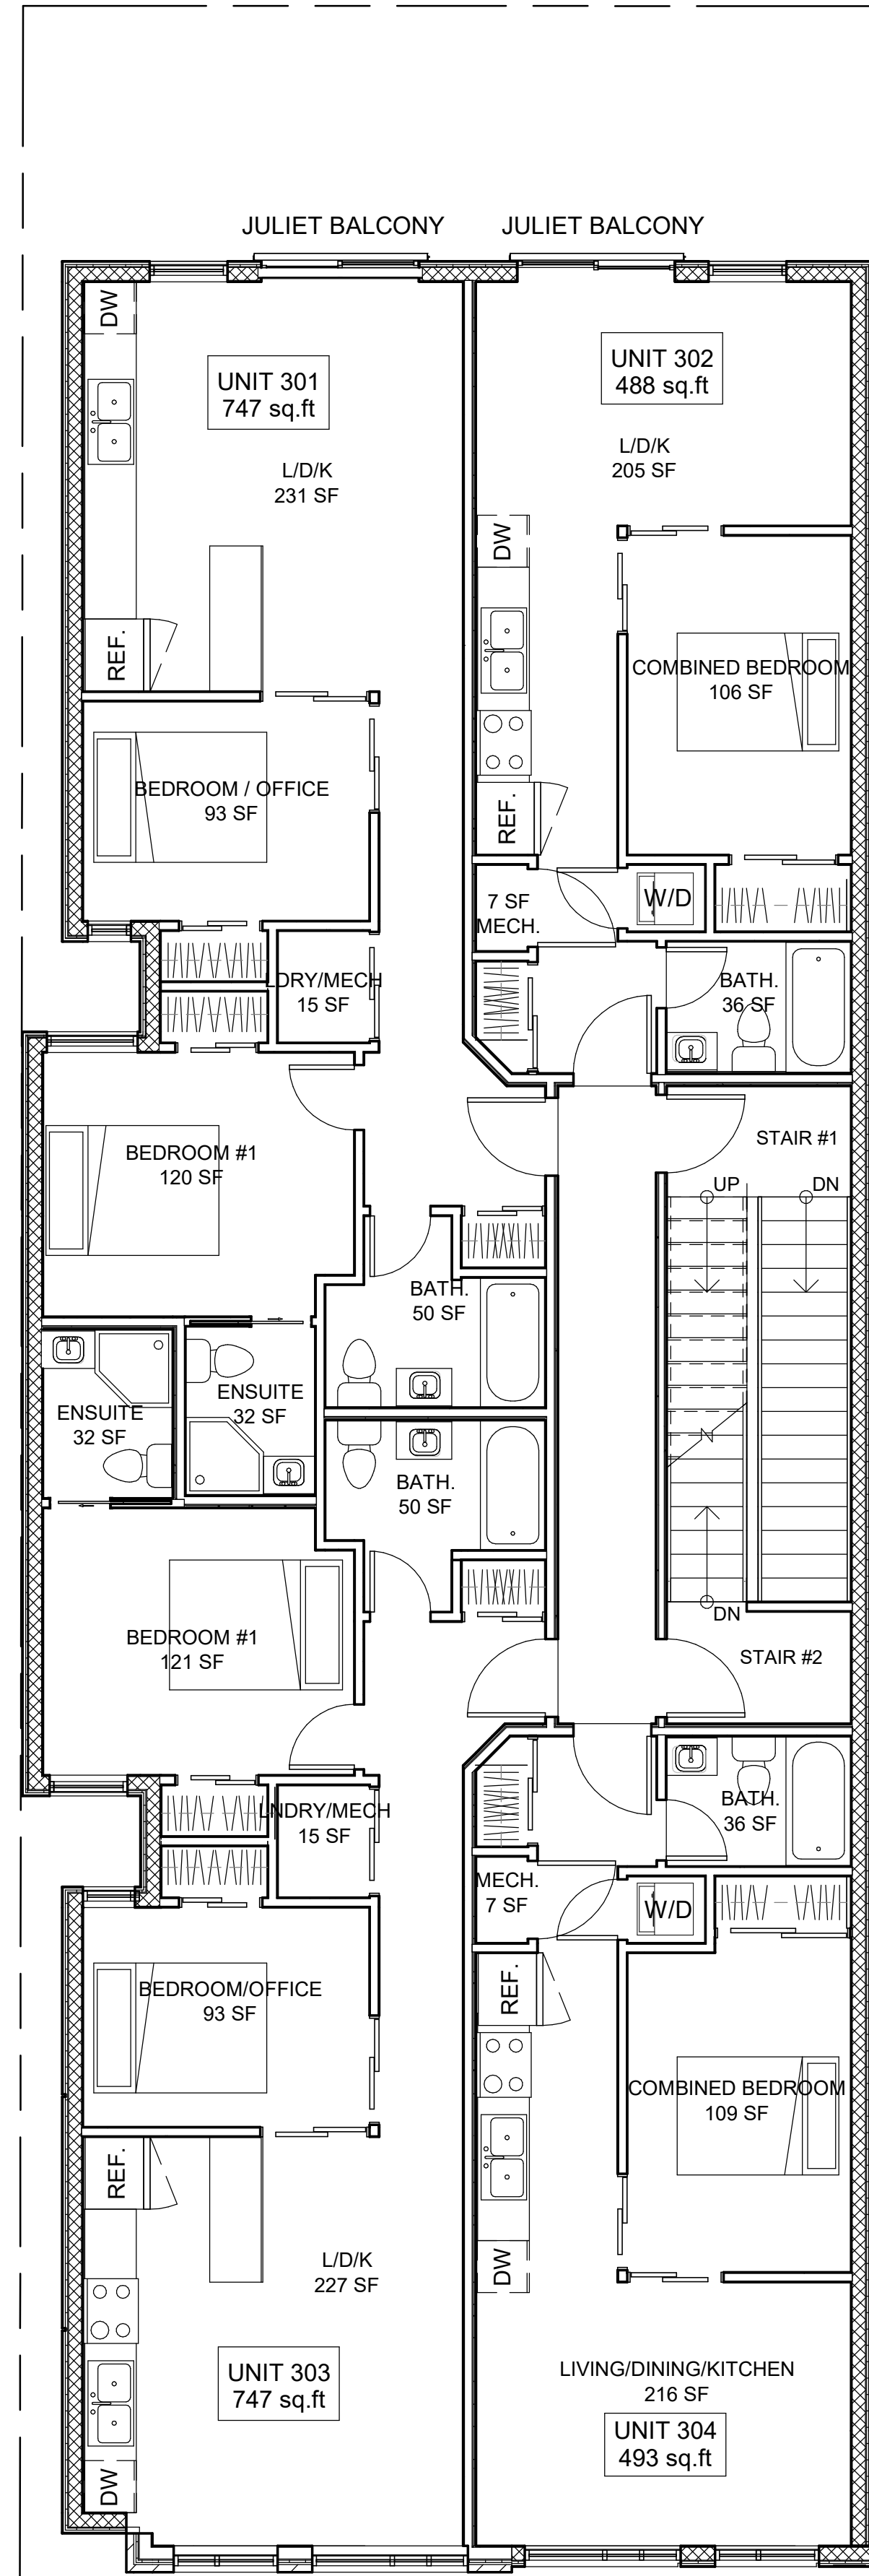 JULIET BALCONY
JULIET BALCONY
DW
UNIT 301
747 sq.ft
L/D/K
231 SF
REF.
UNIT 302
488 sq.ft
L/D/K
205 SF
DW
COMBINED BEDROOM
106 SF
REF.
BEDROOM / OFFICE
93 SF
7 SF
MECH.
W/D
LDRY/MECH
15 SF
BATH.
36 SF
BEDROOM #1
120 SF
STAIR #1
UP
DN
BATH.
50 SF
ENSUITE
32 SF
ENSUITE
32 SF
BATH.
50 SF
DN
BEDROOM #1
121 SF
STAIR #2
LNDRY/MECH
15 SF
BATH.
36 SF
MECH.
7 SF
W/D
BEDROOM/OFFICE
93 SF
REF.
COMBINED BEDROOM
109 SF
REF.
DW
L/D/K
227 SF
UNIT 303
747 sq.ft
DW
LIVING/DINING/KITCHEN
216 SF
UNIT 304
493 sq.ft